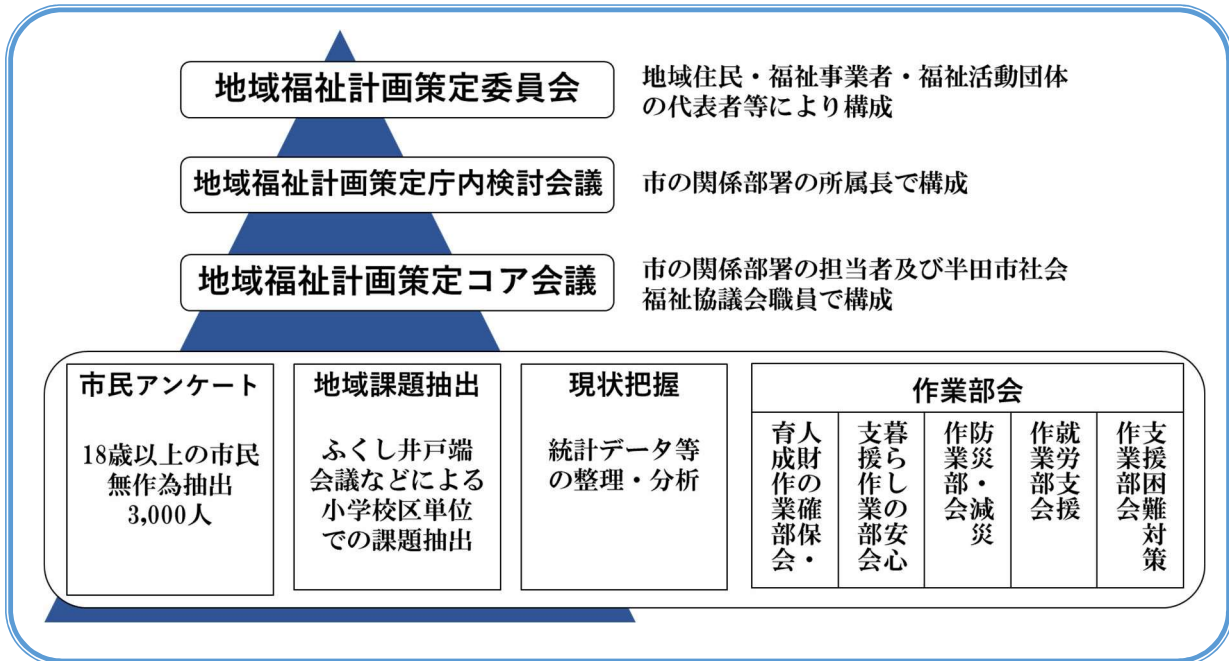 地域福祉計画策定委員会
地域住民・福祉事業者・福祉活動団体
の代表者等により構成
地域福祉計画策定庁内検討会議
市の関係部署の所属長で構成
地域福祉計画策定コア会議
市の関係部署の担当者及び半田市社会
福祉協議会職員で構成
市民アンケート
18歳以上の市民
無作為抽出
3,000人
地域課題抽出
ふくし井戸端
会議などによる
小学校区単位
での課題抽出
現状把握
統計データ等
の整理・分析
作業部会
人財の確保・
育成作業部会
暮らしの安心
支援作業部会
防災・減災
作業部会
就労支援
作業部会
支援困難対策
作業部会